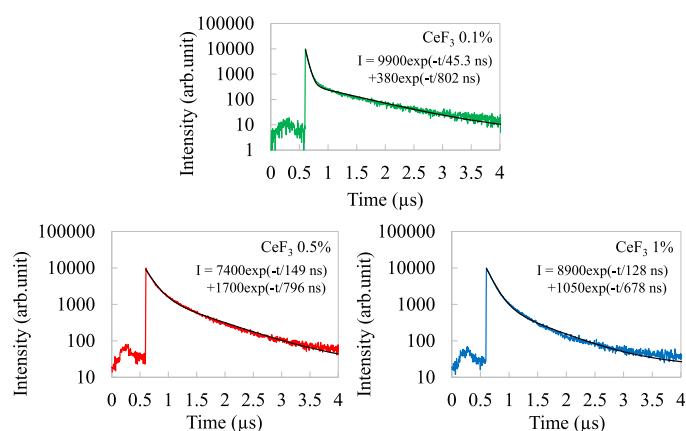 Intensity (arb.unit)
100000
10000
1000
100
10
1
CeF3 0.1%
I = 9900exp(-t/45.3 ns)
+380exp(-t/802 ns)
0 0.5 1 1.5 2 2.5 3 3.5 4
Time (µs)
Intensity (arb.unit)
100000
10000
1000
100
10
CeF3 0.5%
I = 7400exp(-t/149 ns)
+1700exp(-t/796 ns)
0 0.5 1 1.5 2 2.5 3 3.5 4
Time (µs)
Intensity (arb.unit)
100000
10000
1000
100
10
CeF3 1%
I = 8900exp(-t/128 ns)
+1050exp(-t/678 ns)
0 0.5 1 1.5 2 2.5 3 3.5 4
Time (µs)